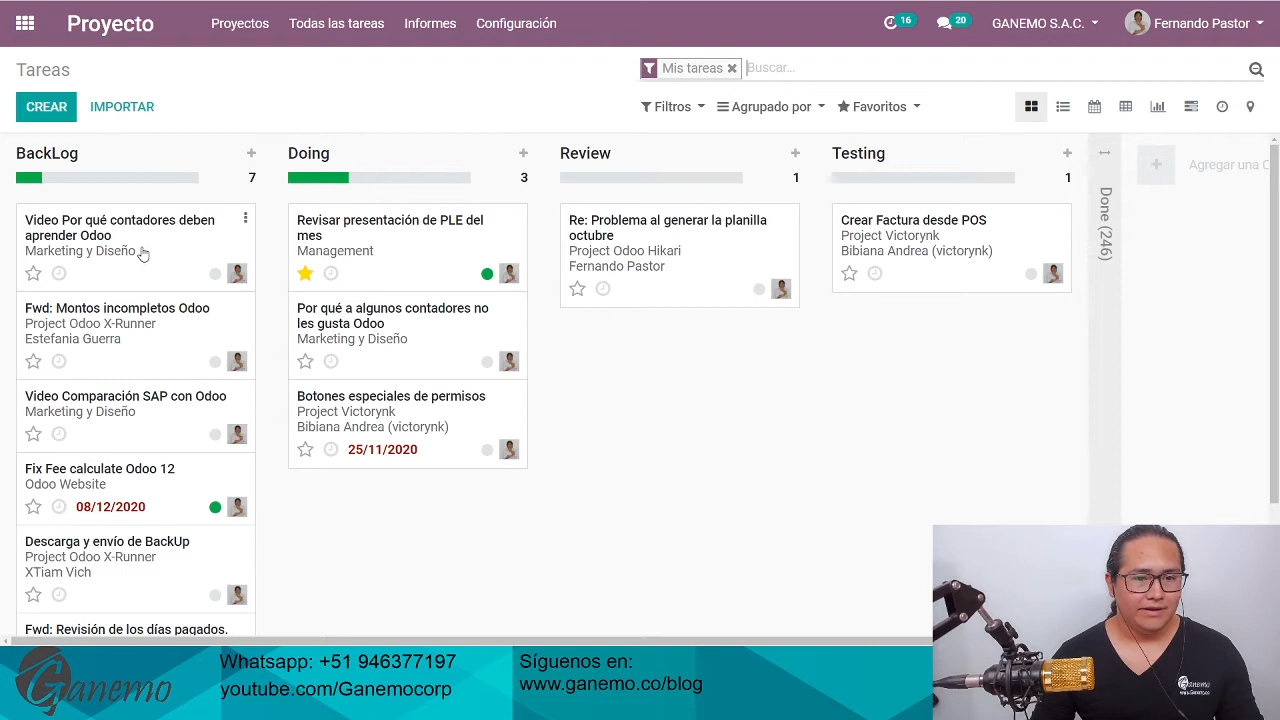 Proyecto
Proyectos
Todas las tareas
Informes
Configuración
16
20
GANEMO S.A.C.
Fernando Pastor
Tareas
Mis tareas
Buscar...
CREAR
IMPORTAR
Filtros
Agrupado por
Favoritos
BackLog
7
Video Por qué contadores deben
aprender Odoo
Marketing y Diseño
Fwd: Montos incompletos Odoo
Project Odoo X-Runner
Estefania Guerra
Video Comparación SAP con Odoo
Marketing y Diseño
Fix Fee calculate Odoo 12
Odoo Website
08/12/2020
Descarga y envío de BackUp
Project Odoo X-Runner
XTiam Vich
Fwd: Revisión de los días pagados.
Doing
3
Revisar presentación de PLE del
mes
Management
Por qué a algunos contadores no
les gusta Odoo
Marketing y Diseño
Botones especiales de permisos
Project Victorynk
Bibiana Andrea (victorynk)
25/11/2020
Review
1
Re: Problema al generar la planilla
octubre
Project Odoo Hikari
Fernando Pastor
Testing
1
Crear Factura desde POS
Project Victorynk
Bibiana Andrea (victorynk)
Done (246)
Agregar una C
Ganemo
Whatsapp: +51 946377197
youtube.com/Ganemocorp
Síguenos en:
www.ganemo.co/blog
Ganemo